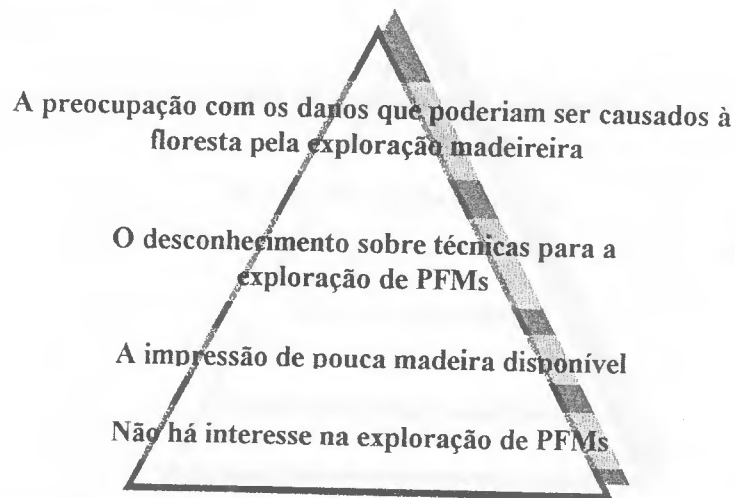 A preocupação com os danos que poderiam ser causados à
floresta pela exploração madeireira
O desconhecimento sobre técnicas para a
exploração de PFMs
A impressão de pouca madeira disponível
Não há interesse na exploração de PFMs